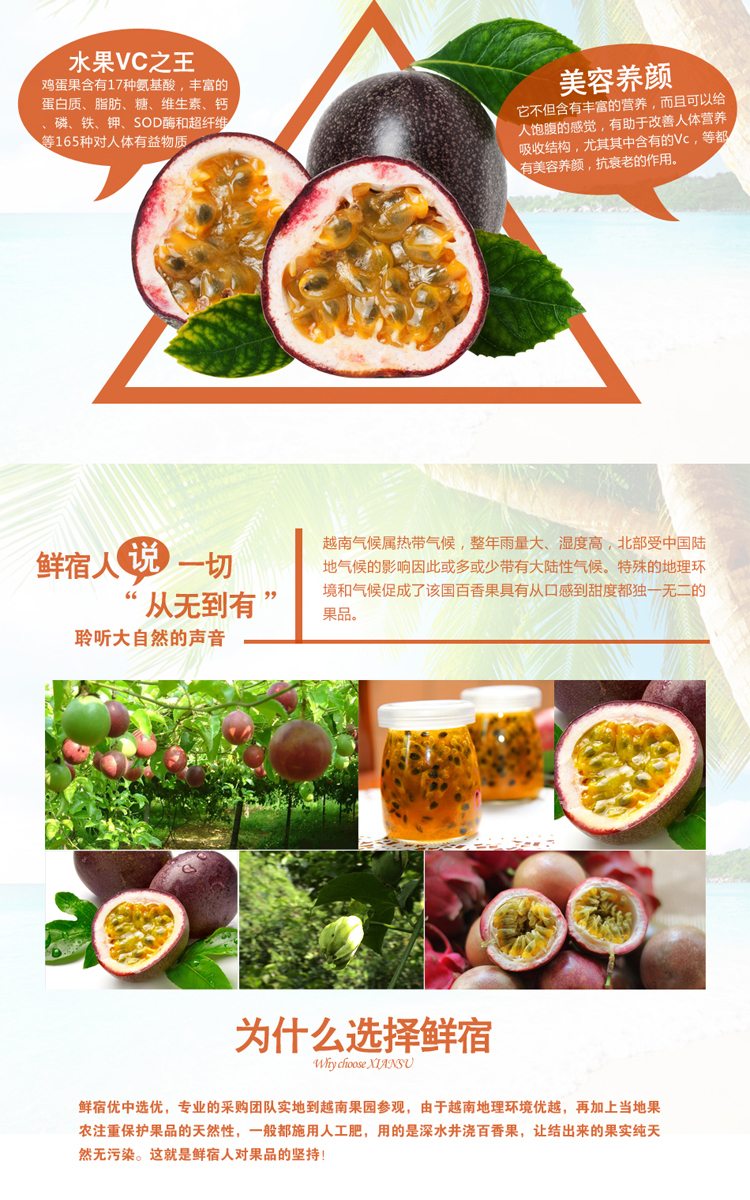 水果VC之王
鸡蛋果含有17种氨基酸，丰富的
蛋白质、脂肪、糖、维生素、钙
、磷、铁、钾、SOD酶和超纤维
等165种对人体有益物质
美容养颜
它不但含有丰富的营养，而且可以给
人饱腹的感觉，有助于改善人体营养
吸收结构，尤其其中含有的Vc，等都
有美容养颜，抗衰老的作用。
鲜宿人说一切
“从无到有”
聆听大自然的声音
越南气候属热带气候，整年雨量大、湿度高，北部受中国陆
地气候的影响因此或多或少带有大陆性气候。特殊的地理环
境和气候促成了该国百香果具有从口感到甜度都独一无二的
果品。
为什么选择鲜宿
Why choose XIANSU
鲜宿优中选优，专业的采购团队实地到越南果园参观，由于越南地理环境优越，再加上当地果
农注重保护果品的天然性，一般都施用人工肥，用的是深水井浇百香果，让结出来的果实纯天
然无污染。这就是鲜宿人对果品的坚持！